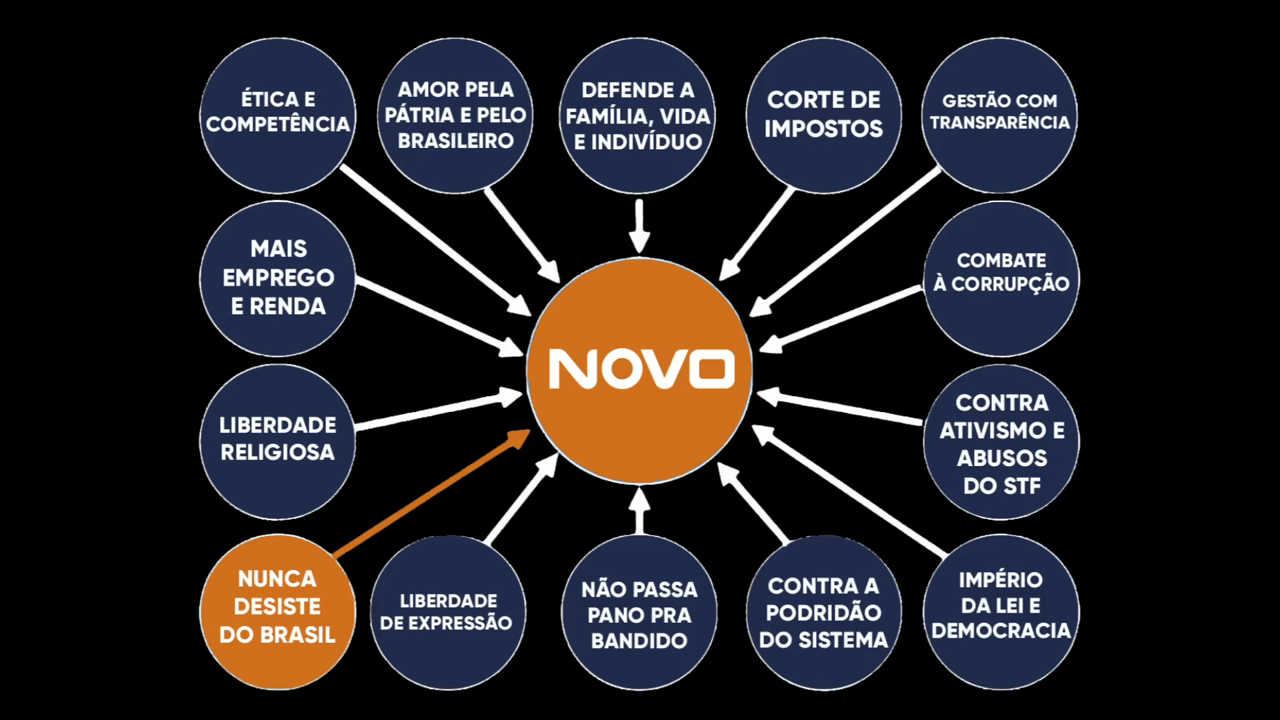 ÉTICA E
COMPETÊNCIA
AMOR PELA
PÁTRIA E PELO
BRASILEIRO
DEFENDE A
FAMÍLIA, VIDA
E INDIVÍDUO
CORTE DE
IMPOSTOS
GESTÃO COM
TRANSPARÊNCIA
MAIS
EMPREGO
E RENDA
COMBATE
À CORRUPÇÃO
NOVO
LIBERDADE
RELIGIOSA
CONTRA
ATIVISMO E
ABUSOS
DO STF
NUNCA
DESISTE
DO BRASIL
LIBERDADE
DE EXPRESSÃO
NÃO PASSA
PANO PRA
BANDIDO
CONTRA A
PODRIDÃO
DO SISTEMA
IMPÉRIO
DA LEI E
DEMOCRACIA